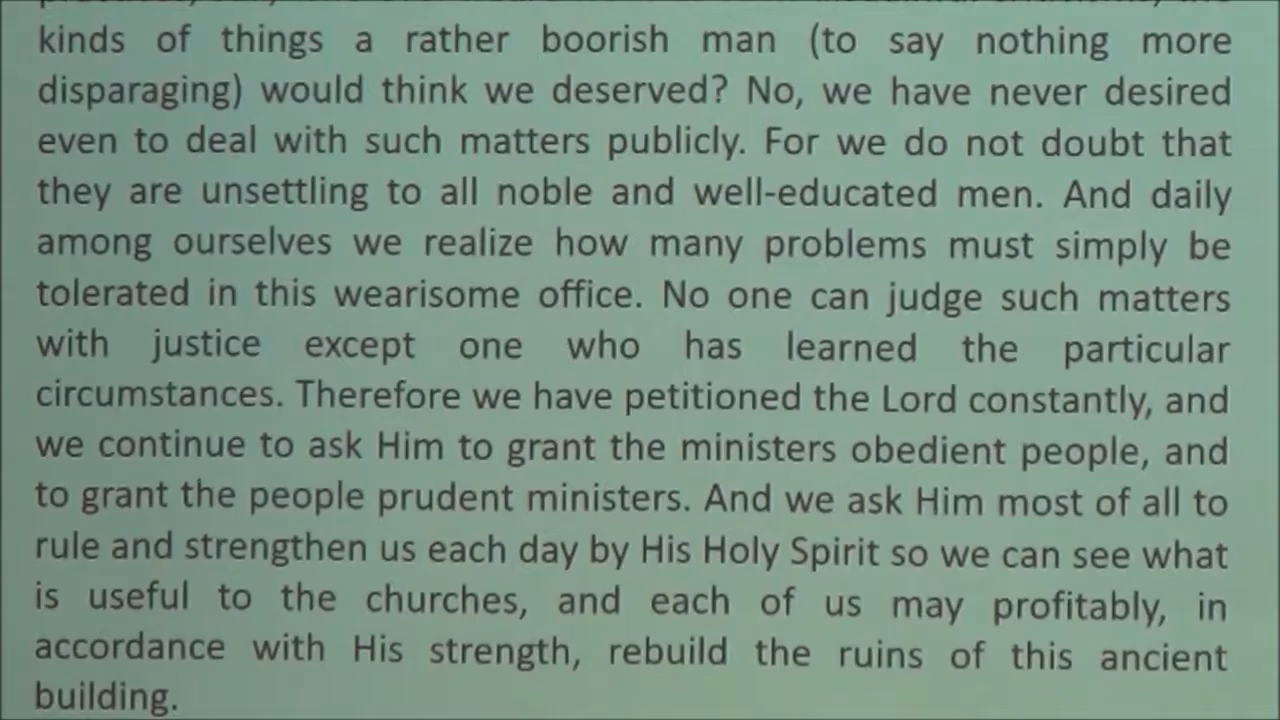 kinds of things a rather boorish man (to say nothing more
disparaging) would think we deserved? No, we have never desired
even to deal with such matters publicly. For we do not doubt that
they are unsettling to all noble and well-educated men. And daily
among ourselves we realize how many problems must simply be
tolerated in this wearisome office. No one can judge such matters
with justice except one who has learned the particular
circumstances. Therefore we have petitioned the Lord constantly, and
we continue to ask Him to grant the ministers obedient people, and
to grant the people prudent ministers. And we ask Him most of all to
rule and strengthen us each day by His Holy Spirit so we can see what
is useful to the churches, and each of us may profitably, in
accordance with His strength, rebuild the ruins of this ancient
building.